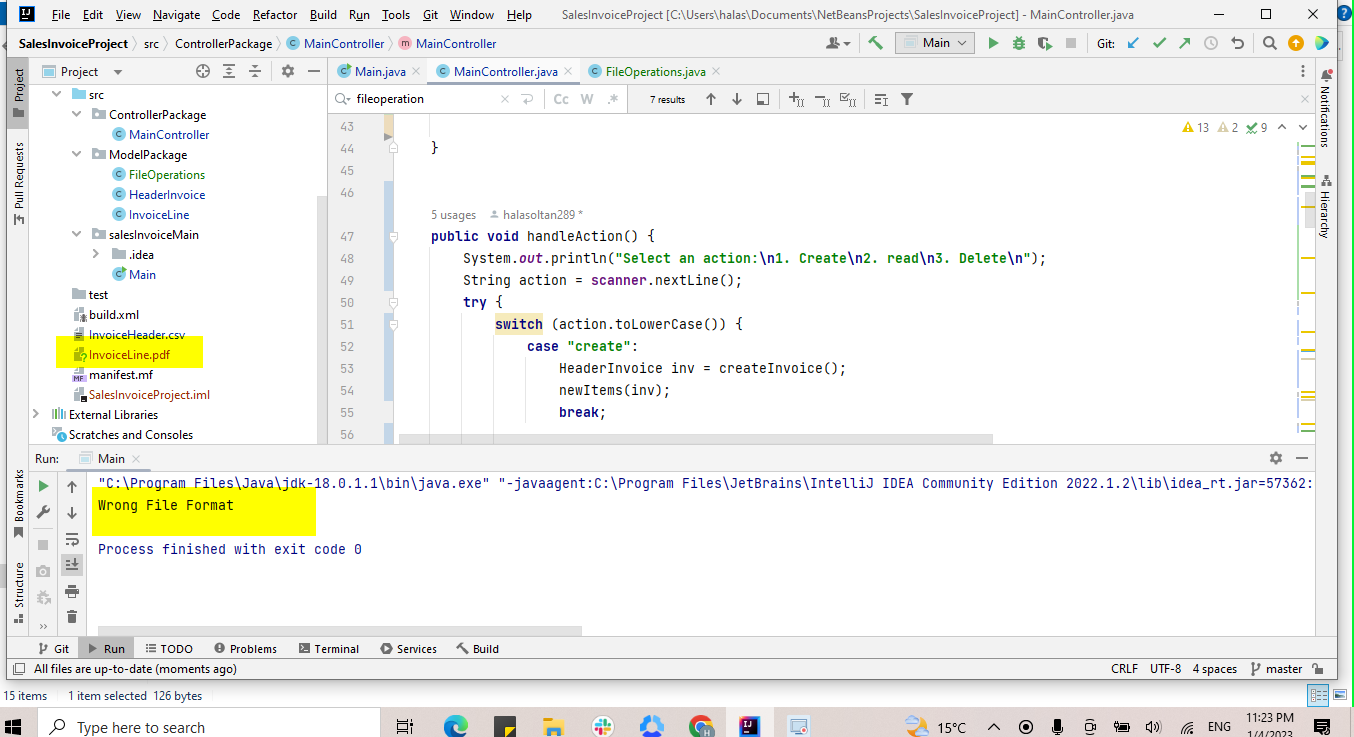 File Edit View Navigate Code Refactor Build Run Tools Git Window Help SalesInvoiceProject [C:\Users\halas\Documents\NetBeansProjects\SalesInvoiceProject] - MainController.java
SalesInvoiceProject src ControllerPackage MainController MainController Main Git:
Project
Main.java MainController.java FileOperations.java
fileoperation Cc W .* 7 results
src
ControllerPackage
MainController
ModelPackage
FileOperations
HeaderInvoice
InvoiceLine
salesInvoiceMain
.idea
Main
test
build.xml
InvoiceHeader.csv
InvoiceLine.pdf
manifest.mf
SalesInvoiceProject.iml
External Libraries
Scratches and Consoles
13 2 9
43
44 }
45
46
5 usages halasoltan289 *
47 public void handleAction() {
48 System.out.println("Select an action:\n1. Create\n2. read\n3. Delete\n");
49 String action = scanner.nextLine();
50 try {
51 switch (action.toLowerCase()) {
52 case "create":
53 HeaderInvoice inv = createInvoice();
54 newItems(inv);
55 break;
56
Project
Pull Requests
Bookmarks
Structure
Notifications
Hierarchy
Run: Main
"C:\Program Files\Java\jdk-18.0.1.1\bin\java.exe" "-javaagent:C:\Program Files\JetBrains\IntelliJ IDEA Community Edition 2022.1.2\lib\idea_rt.jar=57362:
Wrong File Format
Process finished with exit code 0
Git Run TODO Problems Terminal Services Build
All files are up-to-date (moments ago) CRLF UTF-8 4 spaces master
15 items 1 item selected 126 bytes
Type here to search 15°C ENG 11:23 PM
1/4/2023